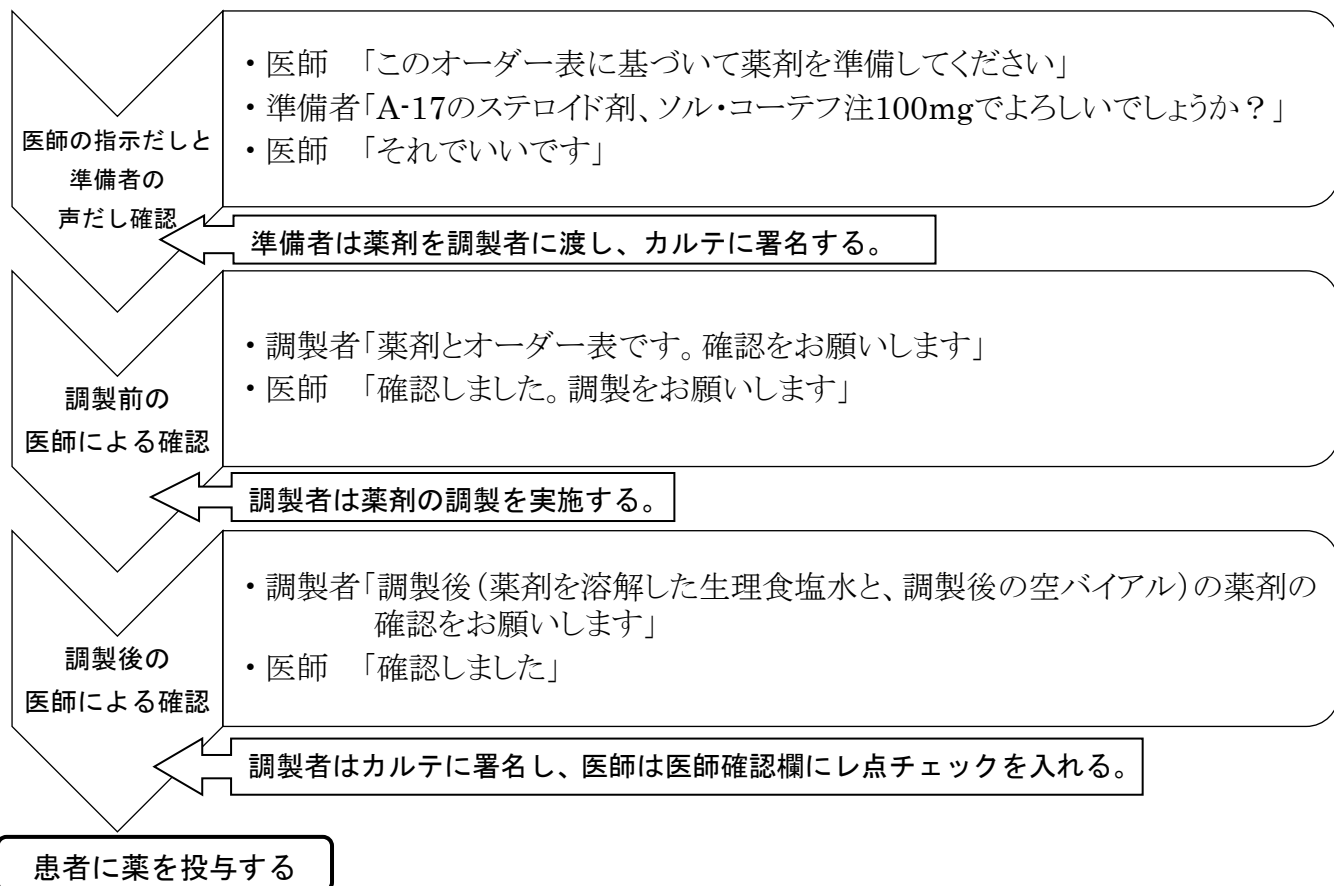 ・医師 「このオーダー表に基づいて薬剤を準備してください」
・準備者「A-17のステロイド剤、ソル・コーテフ注100mgでよろしいでしょうか？」
・医師 「それでいいです」
医師の指示だしと
準備者の
声だし確認
準備者は薬剤を調製者に渡し、カルテに署名する。
・調製者「薬剤とオーダー表です。確認をお願いします」
・医師 「確認しました。調製をお願いします」
調製前の
医師による確認
調製者は薬剤の調製を実施する。
・調製者「調製後（薬剤を溶解した生理食塩水と、調製後の空バイアル）の薬剤の
確認をお願いします」
・医師 「確認しました」
調製後の
医師による確認
調製者はカルテに署名し、医師は医師確認欄にレ点チェックを入れる。
患者に薬を投与する